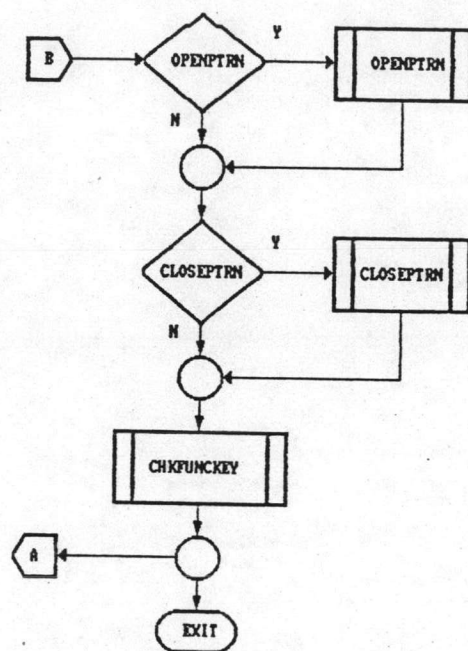 B
OPENPTRN
Y
OPENPTRN
N
CLOSEPTRN
Y
CLOSEPTRN
N
CHKFUNCKEY
A
EXIT